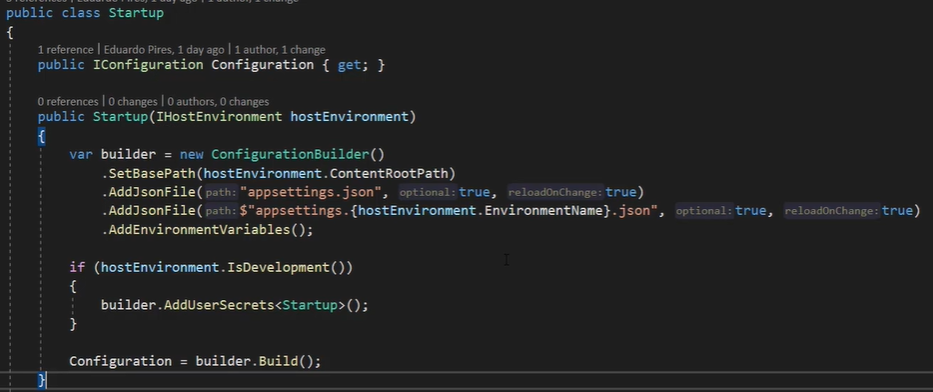 public class Startup
{
1 reference | Eduardo Pires, 1 day ago | 1 author, 1 change
public IConfiguration Configuration { get; }
0 references | 0 changes | 0 authors, 0 changes
public Startup(IHostEnvironment hostEnvironment)
{
var builder = new ConfigurationBuilder()
.SetBasePath(hostEnvironment.ContentRootPath)
.AddJsonFile(path: "appsettings.json", optional: true, reloadOnChange: true)
.AddJsonFile(path: $"appsettings.{hostEnvironment.EnvironmentName}.json", optional: true, reloadOnChange: true)
.AddEnvironmentVariables();
if (hostEnvironment.IsDevelopment())
{
builder.AddUserSecrets<Startup>();
}
Configuration = builder.Build();
}